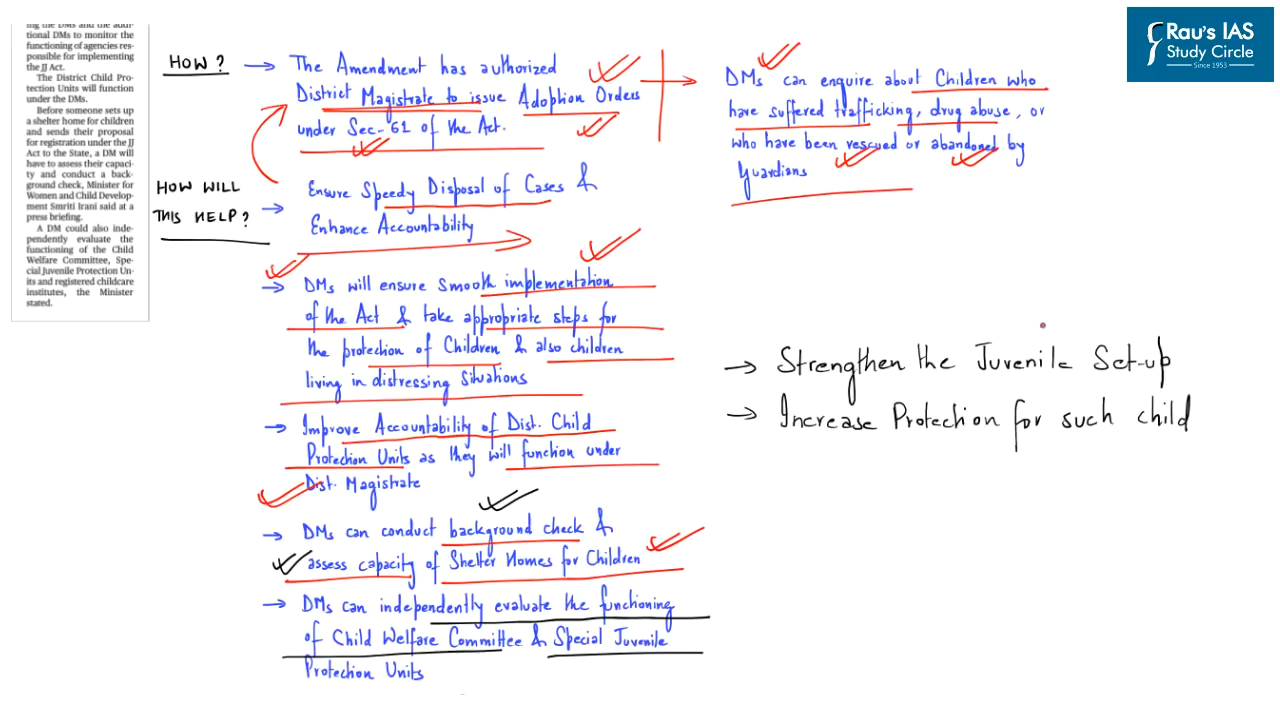 ing the DMs and the addi-
tional DMs to monitor the
functioning of agencies res-
ponsible for implementing
the JJ Act.
The District Child Pro-
tection Units will function
under the DMs.
Before someone sets up
a shelter home for children
and sends their proposal
for registration under the JJ
Act to the State, a DM will
have to assess their capaci-
ty and conduct a back-
ground check, Minister for
Women and Child Develop-
ment Smriti Irani said at a
press briefing.
A DM could also inde-
pendently evaluate the
functioning of the Child
Welfare Committee, Spe-
cial Juvenile Protection Un-
its and registered childcare
institutes, the Minister
stated.
HOW?
→ The Amendment has authorized
District Magistrate to issue Adoption Orders
under Sec-61 of the Act.
HOW WILL
THIS HELP?
→ Ensure Speedy Disposal of Cases &
Enhance Accountability
→ DMs will ensure smooth implementation
of the Act & take appropriate steps for
the protection of Children & also children
living in distressing Situations
→ Improve Accountability of Dist. Child
Protection Units as they will function under
Dist. Magistrate
→ DMs can conduct background check &
assess capacity of Shelter Homes for Children
→ DMs can independently evaluate the functioning
of Child Welfare Committee & Special Juvenile
Protection Units
→ DMs can enquire about Children who
have suffered trafficking, drug abuse, or
who have been rescued or abandoned by
Guardians
→ Strengthen the Juvenile Set-up
→ Increase Protection for such child
Rau's IAS
Study Circle
Since 1953